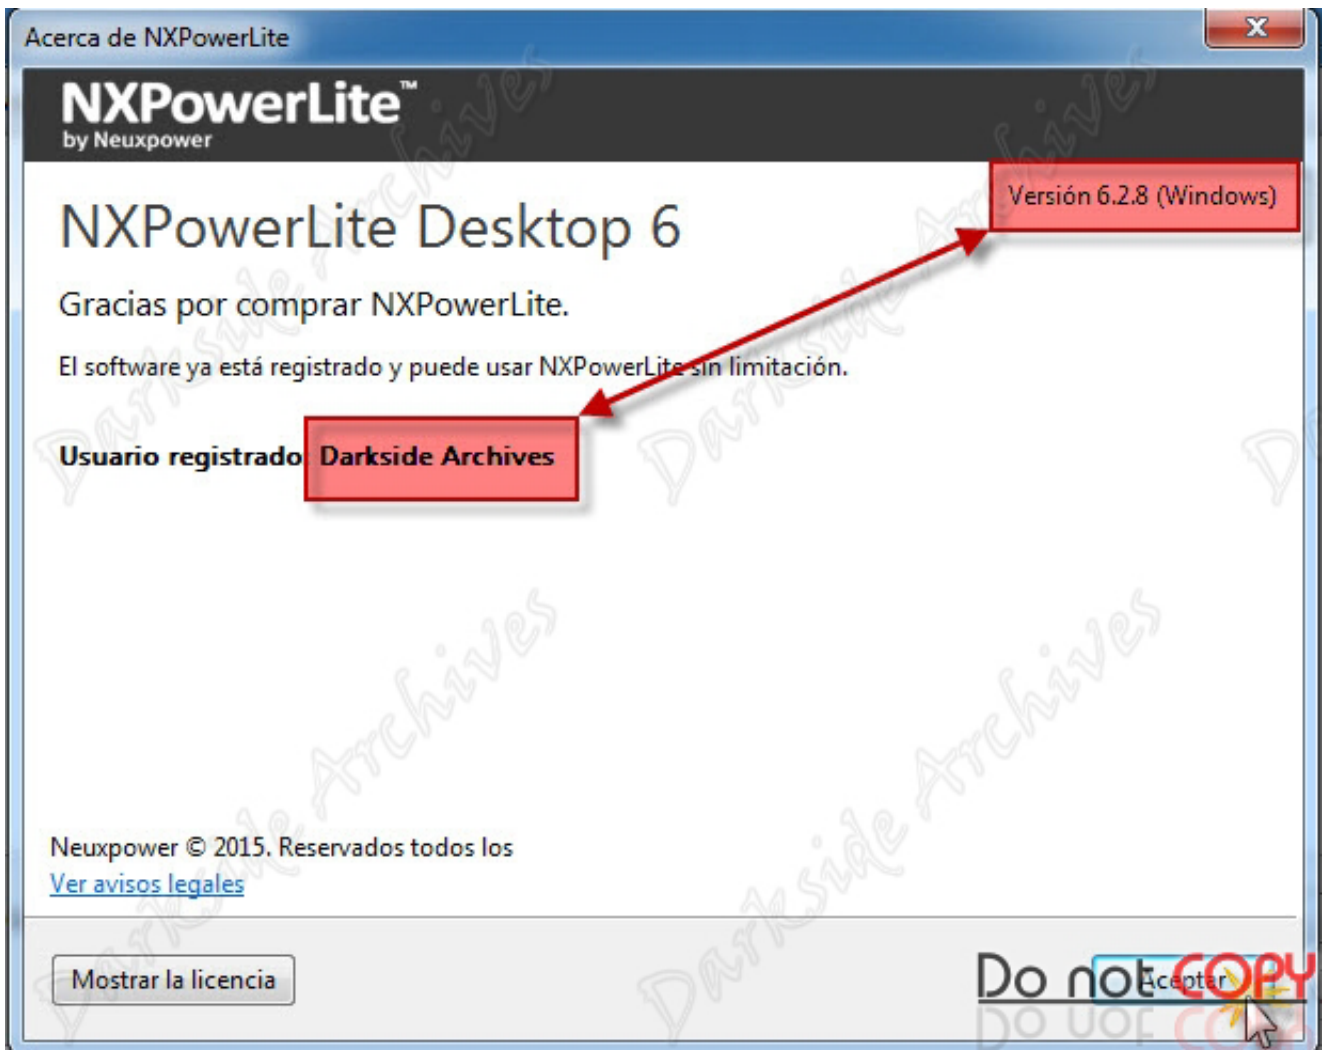 Acerca de NXPowerLite
NXPowerLite™
by Neuxpower
Versión 6.2.8 (Windows)
NXPowerLite Desktop 6
Gracias por comprar NXPowerLite.
El software ya está registrado y puede usar NXPowerLite sin limitación.
Usuario registrado: Darkside Archives
Neuxpower © 2015. Reservados todos los
Ver avisos legales
Mostrar la licencia
Aceptar
Do not COPY
Darkside Archives